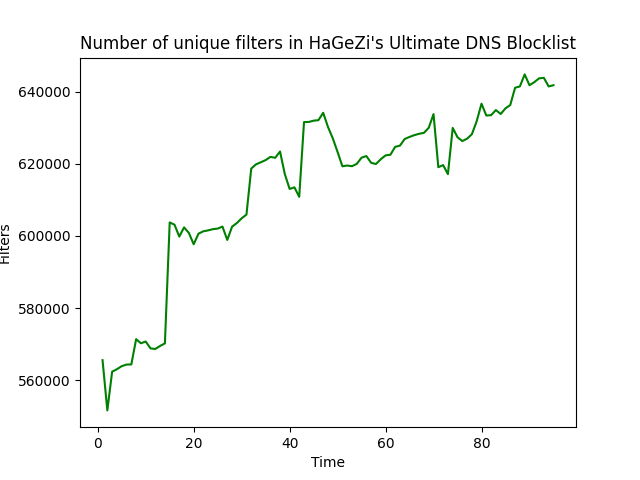 Number of unique filters in HaGeZi's Ultimate DNS Blocklist
640000
620000
600000
580000
560000
Filters
0 20 40 60 80
Time